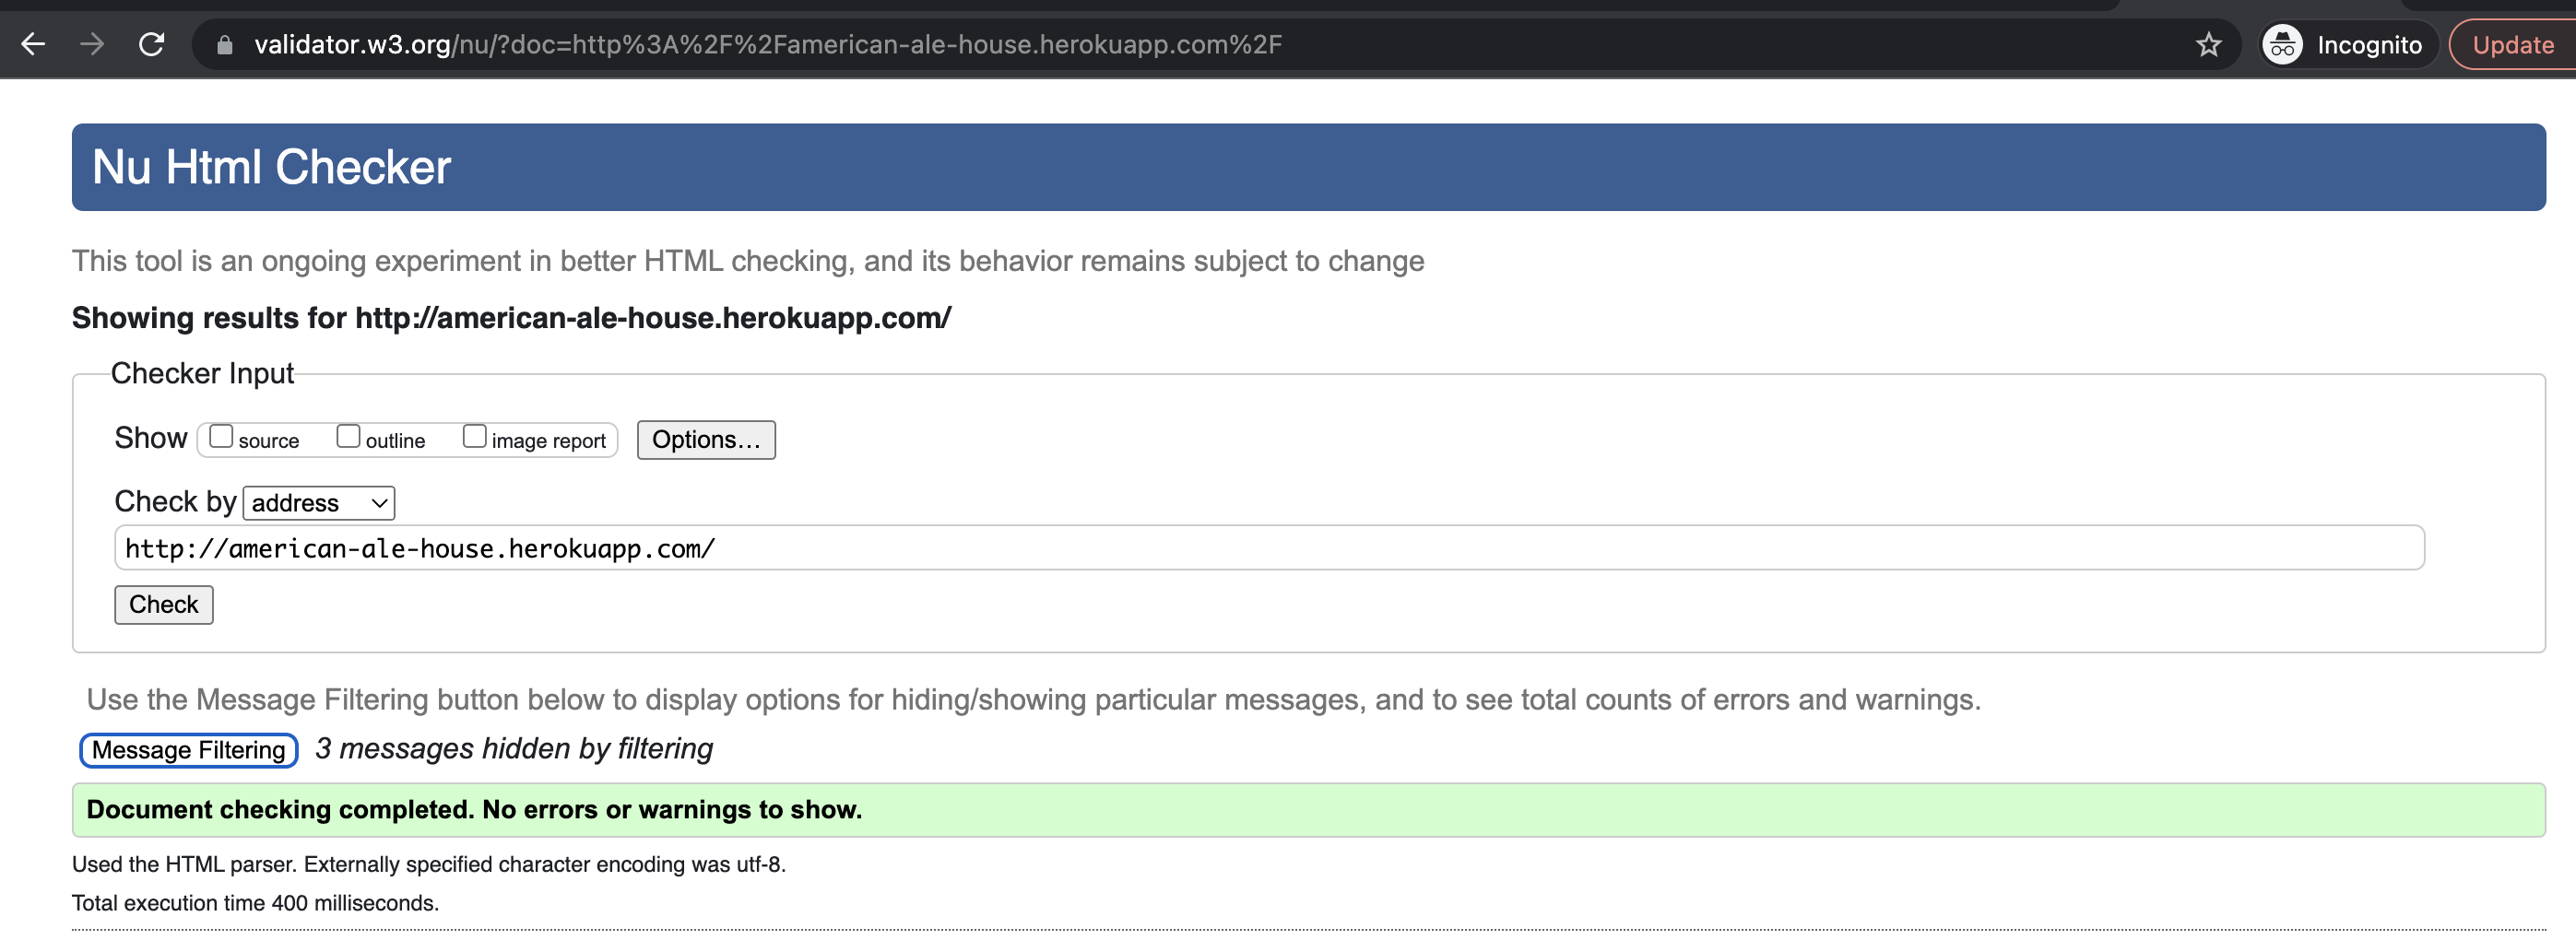 validator.w3.org/nu/?doc=http%3A%2F%2Famerican-ale-house.herokuapp.com%2F
Incognito
Update
Nu Html Checker
This tool is an ongoing experiment in better HTML checking, and its behavior remains subject to change
Showing results for http://american-ale-house.herokuapp.com/
Checker Input
Show source outline image report Options...
Check by address
http://american-ale-house.herokuapp.com/
Check
Use the Message Filtering button below to display options for hiding/showing particular messages, and to see total counts of errors and warnings.
Message Filtering 3 messages hidden by filtering
Document checking completed. No errors or warnings to show.
Used the HTML parser. Externally specified character encoding was utf-8.
Total execution time 400 milliseconds.